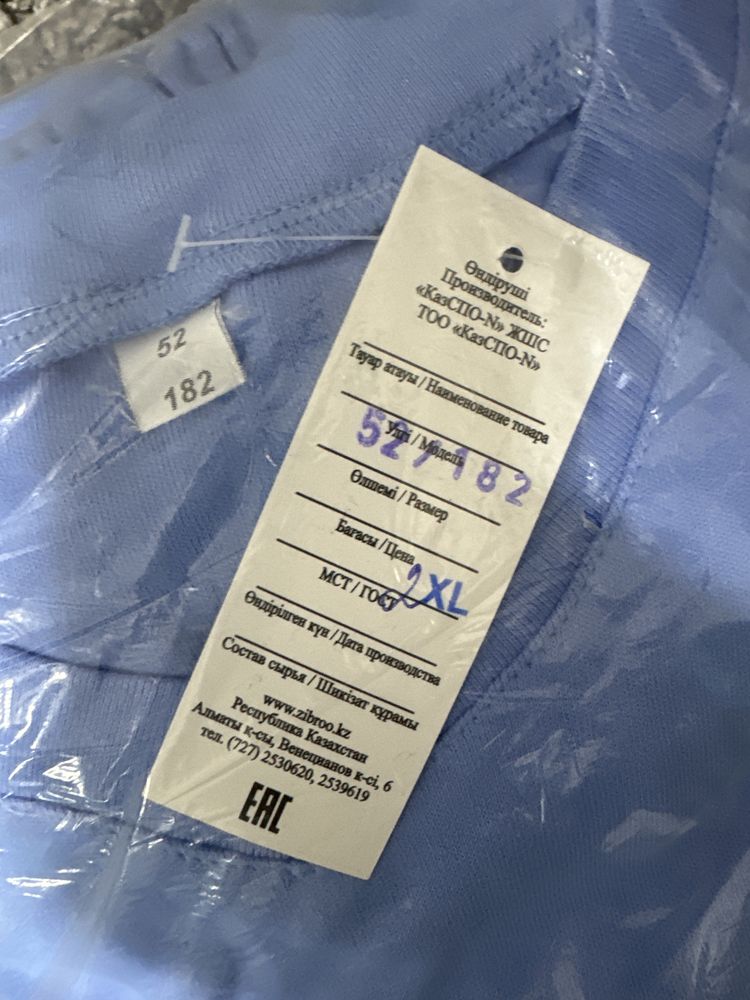 52
182
Өндіруші
Производитель:
«КазСПО-N» ЖШС
ТОО «КазСПО-N»
Тауар атауы / Наименование товара
Үлгі / Модель
52/182
Өлшемі / Размер
Бағасы / Цена
МСТ / ГОСТ
2XL
Өндірілген күн / Дата производства
Состав сырья / Шикізат құрамы
www.zibroo.kz
Республика Казахстан
Алматы қ-сы, Венецианов к-сі, 6
тел. (727) 2530620, 2539619
EAC